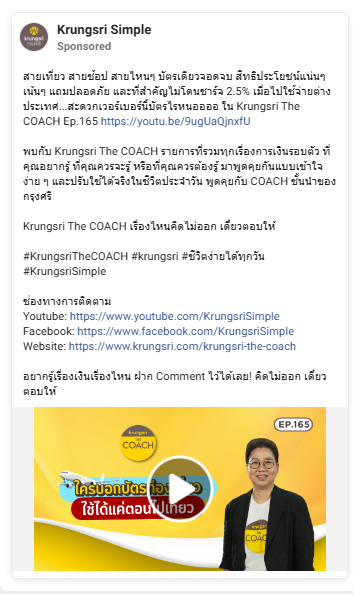 Krungsri Simple
Sponsored
สายเที่ยว สายช้อป สายไหนๆ บัตรเดียวจอดจบ สิทธิประโยชน์แน่นๆ
เน้นๆ แถมปลอดภัย และที่สำคัญไม่โดนชาร์จ 2.5% เมื่อไปใช้จ่ายต่าง
ประเทศ...สะดวกเวอร์เบอร์นี้บัตรไรหนออออ ใน Krungsri The
COACH Ep.165 https://youtu.be/9ugUaQjnxfU
พบกับ Krungsri The COACH รายการที่รวมทุกเรื่องการเงินรอบตัว ที่
คุณอยากรู้ ที่คุณควรจะรู้ หรือที่คุณควรต้องรู้ มาพูดคุยกันแบบเข้าใจ
ง่าย ๆ และปรับใช้ได้จริงในชีวิตประจำวัน พูดคุยกับ COACH ชั้นนำของ
กรุงศรี
Krungsri The COACH เรื่องไหนคิดไม่ออก เดี๋ยวตอบให้
#KrungsriTheCOACH #krungsri #ชีวิตง่ายได้ทุกวัน
#KrungsriSimple
ช่องทางการติดตาม
Youtube: https://www.youtube.com/KrungsriSimple
Facebook: https://www.facebook.com/KrungsriSimple
Website: https://www.krungsri.com/krungsri-the-coach
อยากรู้เรื่องเงินเรื่องไหน ฝาก Comment ไว้ได้เลย! คิดไม่ออก เดี๋ยว
ตอบให้
EP.165
krungsri
THE
COACH
ใครบอกบัตร
ใช้ได้แค่ตอนไปเที่ยว